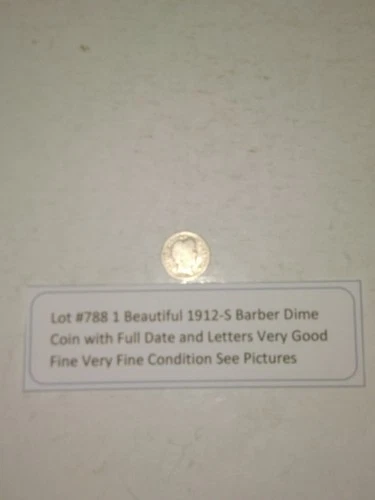 Lot #788 1 Beautiful 1912-S Barber Dime
Coin with Full Date and Letters Very Good
Fine Very Fine Condition See Pictures